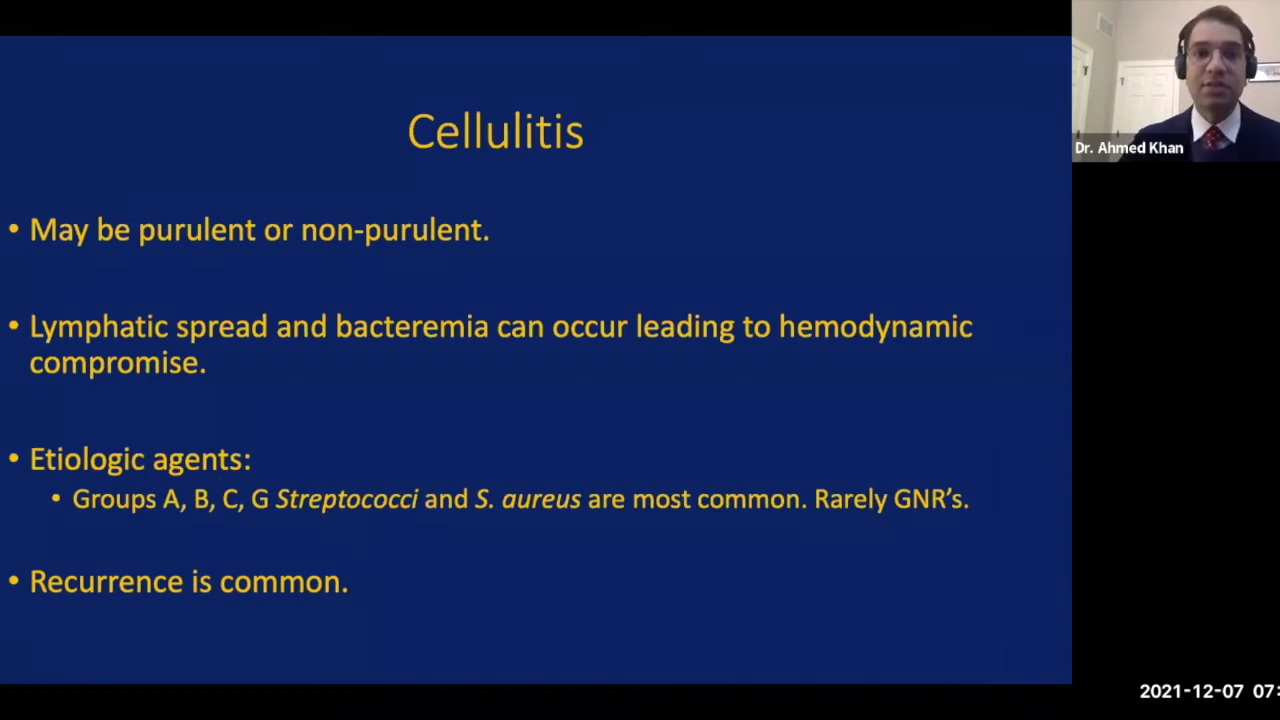 Cellulitis
• May be purulent or non-purulent.
• Lymphatic spread and bacteremia can occur leading to hemodynamic
compromise.
• Etiologic agents:
• Groups A, B, C, G Streptococci and S. aureus are most common. Rarely GNR’s.
• Recurrence is common.
Dr. Ahmed Khan
2021-12-07 07: